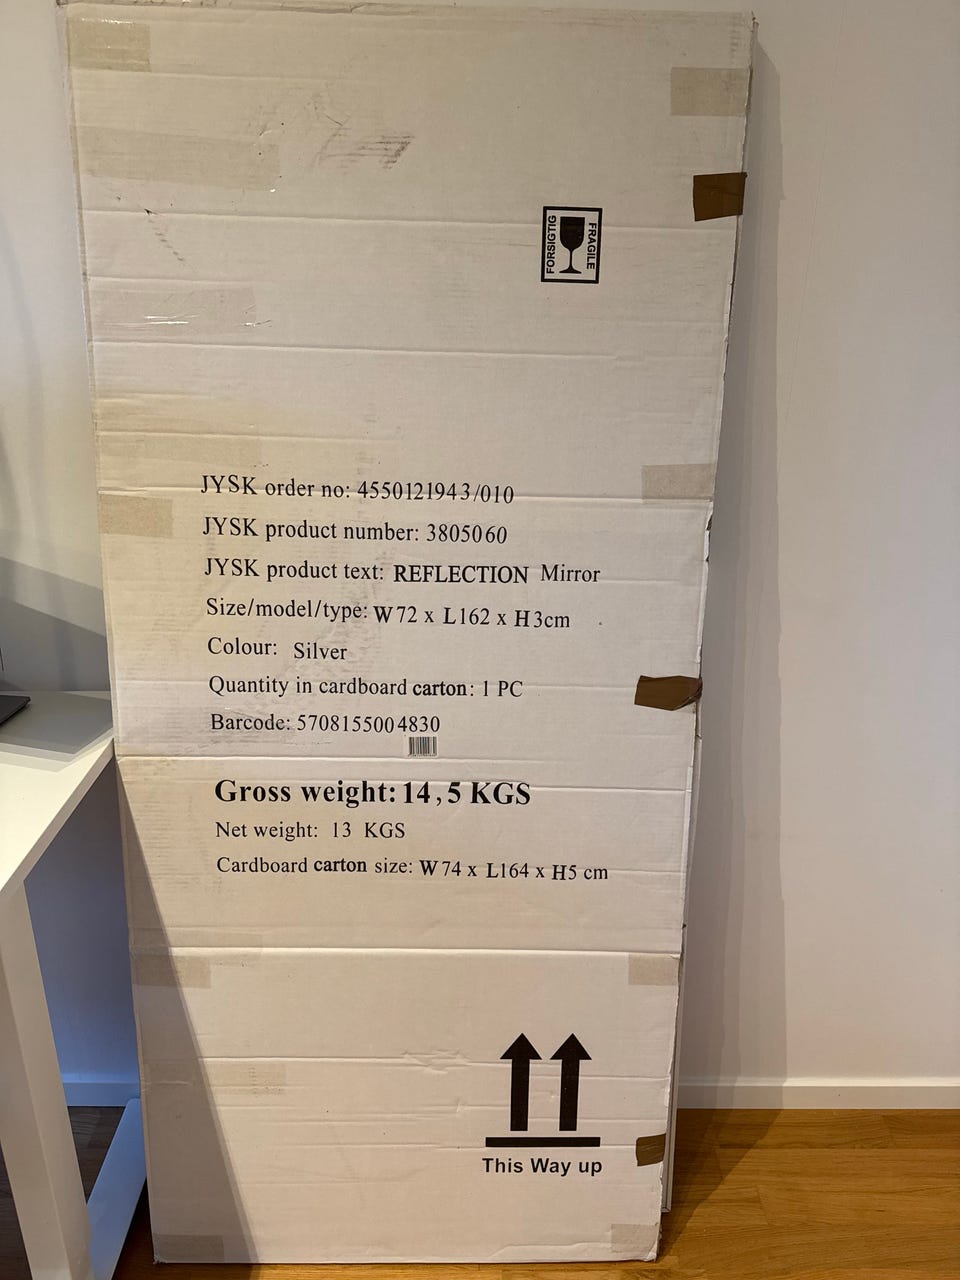 FORSIGTIG
FRAGILE
JYSK order no: 4550121943/010
JYSK product number: 3805060
JYSK product text: REFLECTION Mirror
Size/model/type: W72 x L162 x H3cm
Colour: Silver
Quantity in cardboard carton: 1 PC
Barcode: 5708155004830
Gross weight: 14,5 KGS
Net weight: 13 KGS
Cardboard carton size: W74 x L164 x H5 cm
This Way up